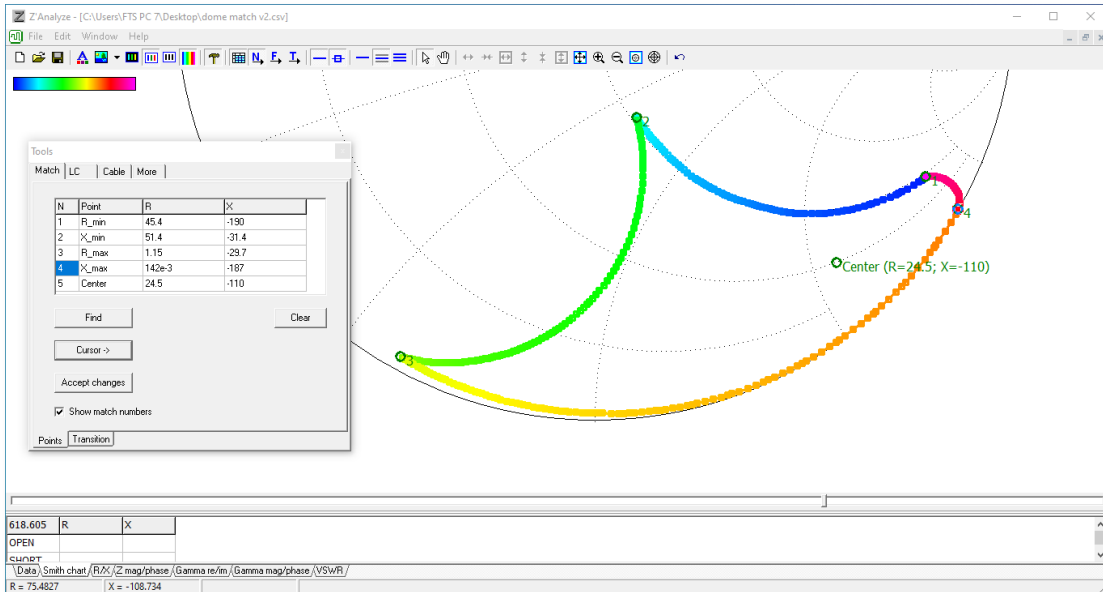 Z'Analyze - [C:\Users\FTS PC 7\Desktop\dome match v2.csv]
File Edit Window Help
N, F, T,
2
1
4
Center (R=24.5; X=-110)
3
Tools
Match LC Cable More
N Point R X
1 R_min 45.4 -190
2 X_min 51.4 -31.4
3 R_max 1.15 -29.7
4 X_max 142e-3 -187
5 Center 24.5 -110
Find Clear
Cursor ->
Accept changes
Show match numbers
Points Transition
618.605 R X
OPEN
SHORT
Data Smith chart R/X Z mag/phase Gamma re/im Gamma mag/phase VSWR
R = 75.4827 X = -108.734